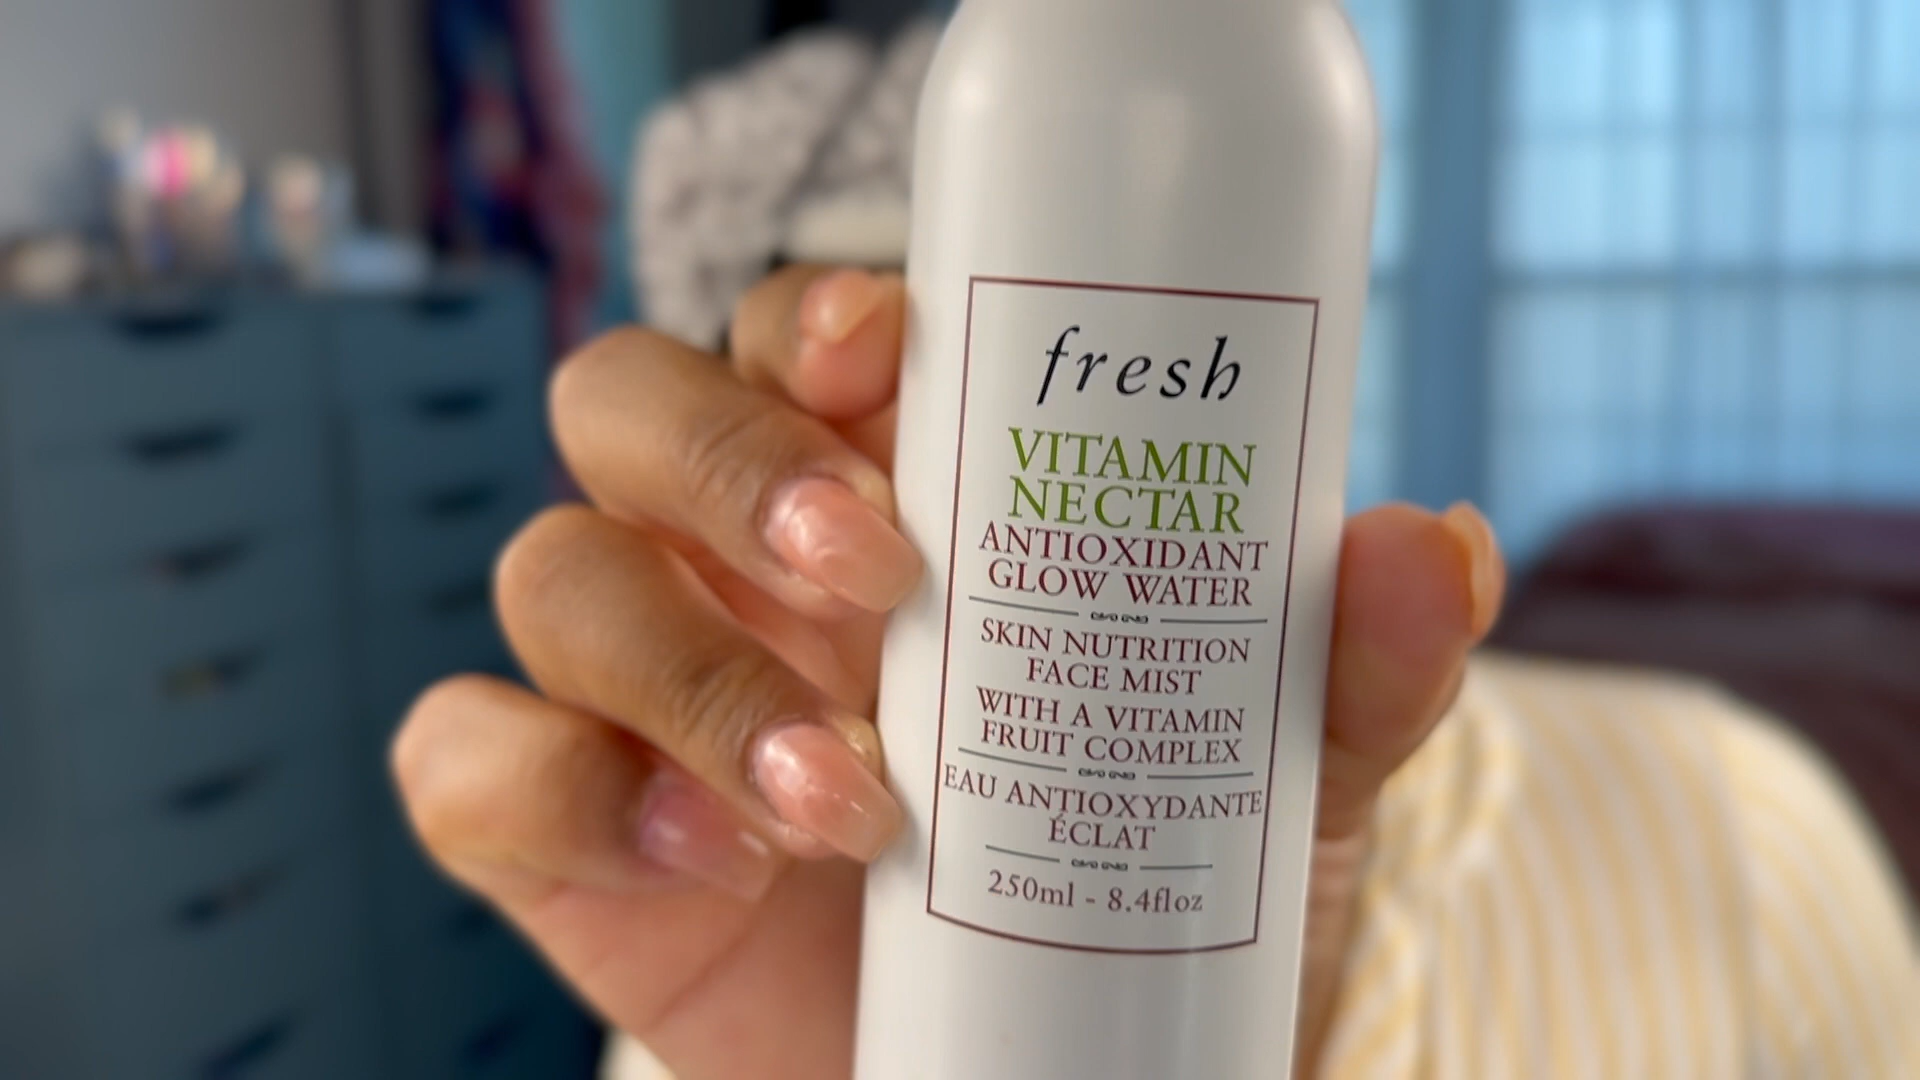 fresh
VITAMIN
NECTAR
ANTIOXIDANT
GLOW WATER
SKIN NUTRITION
FACE MIST
WITH A VITAMIN
FRUIT COMPLEX
EAU ANTIOXYDANTE
ÉCLAT
250ml - 8.4floz